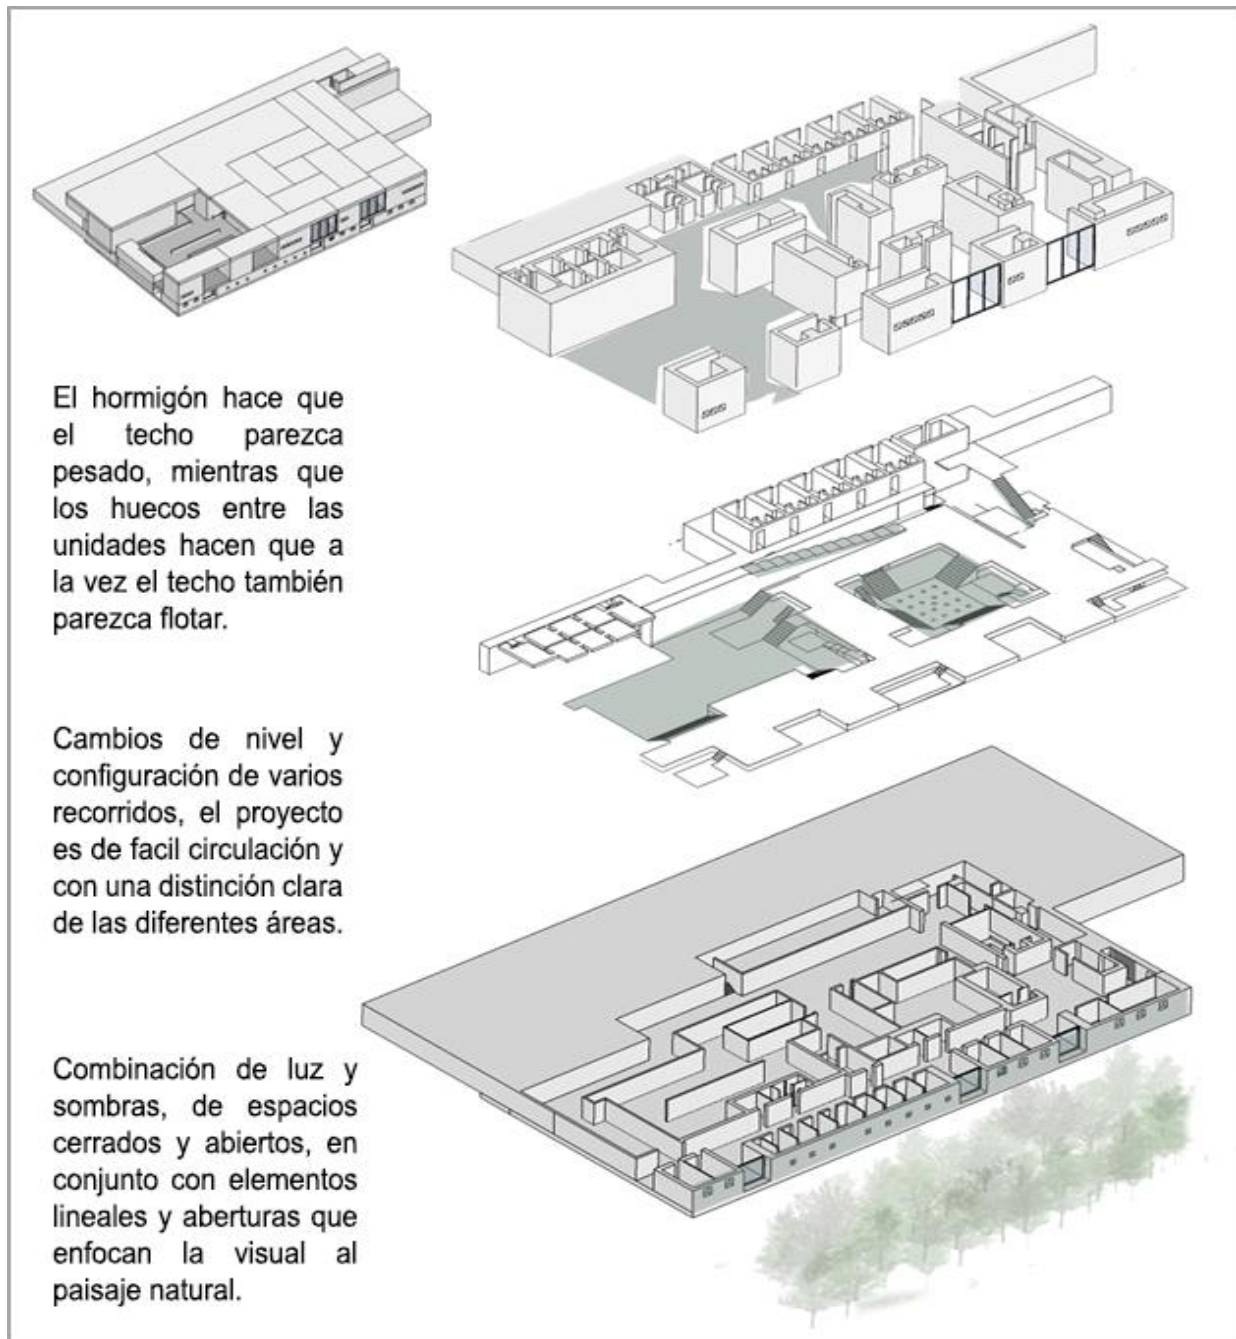 El hormigón hace que
el techo parezca
pesado, mientras que
los huecos entre las
unidades hacen que a
la vez el techo también
parezca flotar.
Cambios de nivel y
configuración de varios
recorridos, el proyecto
es de facil circulación y
con una distinción clara
de las diferentes áreas.
Combinación de luz y
sombras, de espacios
cerrados y abiertos, en
conjunto con elementos
lineales y aberturas que
enfocan la visual al
paisaje natural.